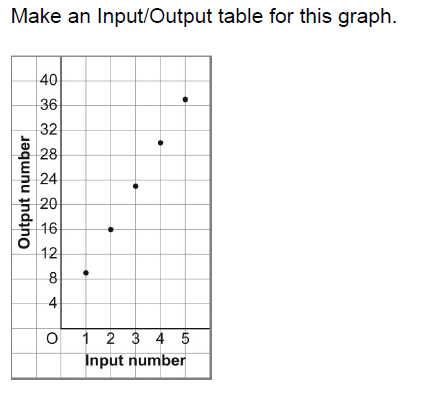 Make an Input/Output table for this graph.
40
36
32
28
24
20
16
12
8
4
Output number
O 1 2 3 4 5
Input number